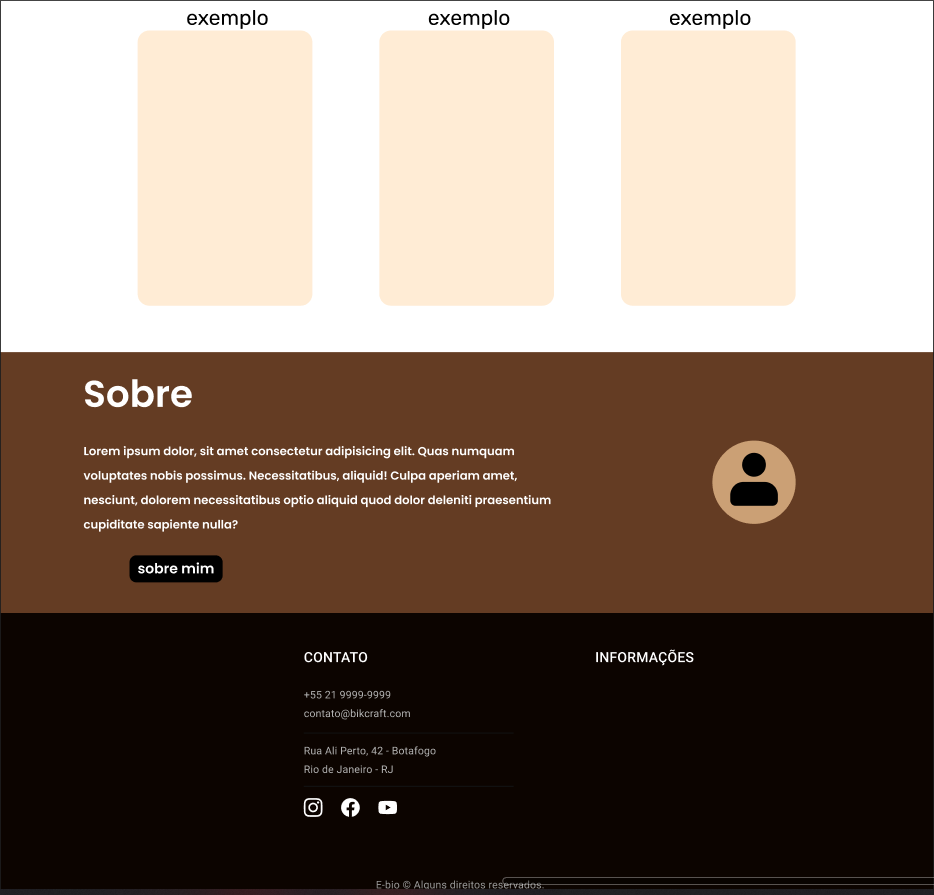 exemplo exemplo exemplo
Sobre
Lorem ipsum dolor, sit amet consectetur adipisicing elit. Quas numquam
voluptates nobis possimus. Necessitatibus, aliquid! Culpa aperiam amet,
nesciunt, dolorem necessitatibus optio aliquid quod dolor deleniti praesentium
cupiditate sapiente nulla?
sobre mim
CONTATO
+55 21 9999-9999
contato@bikcraft.com
Rua Ali Perto, 42 - Botafogo
Rio de Janeiro - RJ
INFORMAÇÕES
E-bio © Alguns direitos reservados.